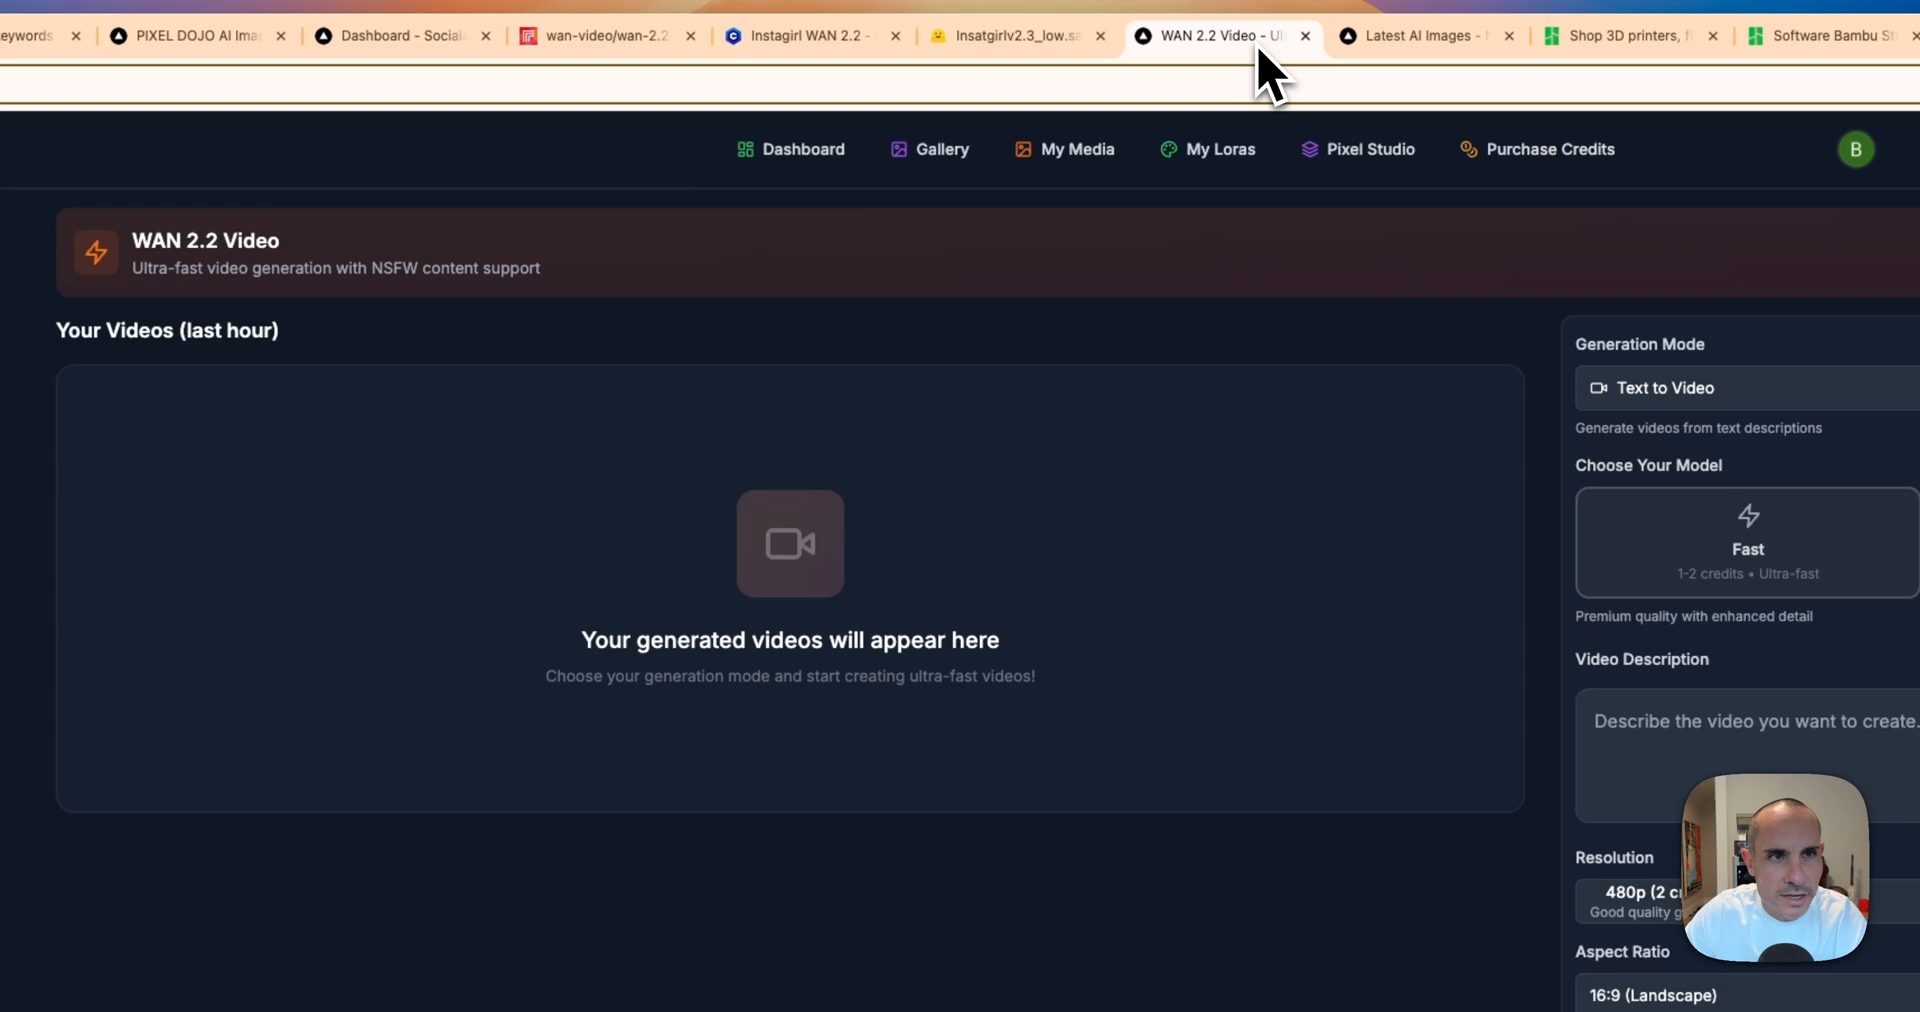 eywords
PIXEL DOJO AI Imag
Dashboard - Social
wan-video/wan-2.2
Instagirl WAN 2.2 -
Insatgirlv2.3_low.sa
WAN 2.2 Video - Ul
Latest AI Images -
Shop 3D printers, fi
Software Bambu St
Dashboard
Gallery
My Media
My Loras
Pixel Studio
Purchase Credits
B
WAN 2.2 Video
Ultra-fast video generation with NSFW content support
Your Videos (last hour)
Your generated videos will appear here
Choose your generation mode and start creating ultra-fast videos!
Generation Mode
Text to Video
Generate videos from text descriptions
Choose Your Model
Fast
1-2 credits • Ultra-fast
Premium quality with enhanced detail
Video Description
Describe the video you want to create.
Resolution
480p (2 c
Good quality g
Aspect Ratio
16:9 (Landscape)